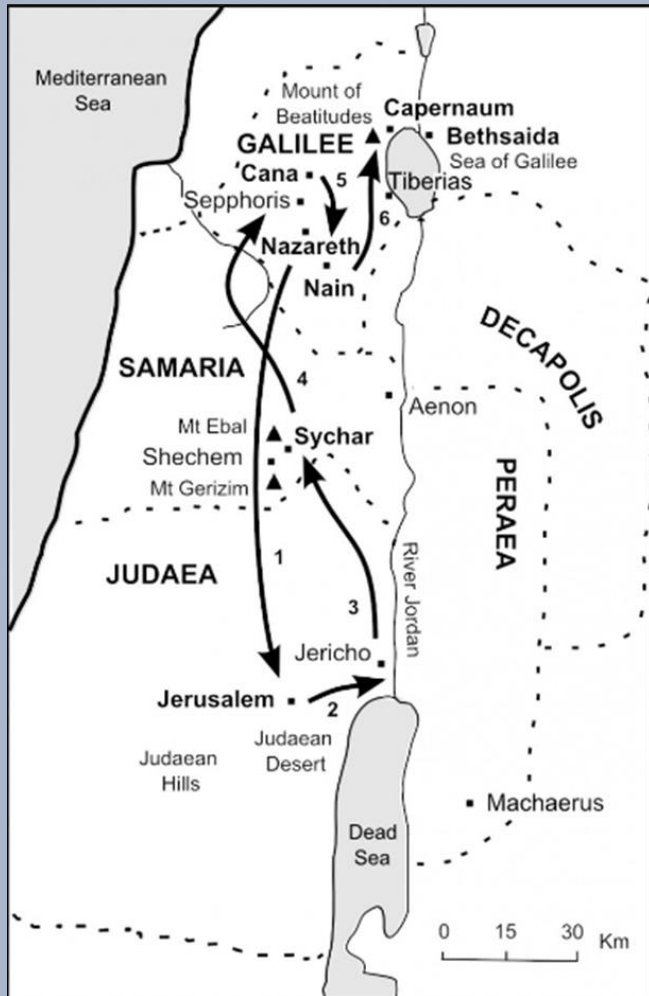 Mediterranean
Sea
Mount of
Beatitudes
Capernaum
GALILEE
Bethsaida
Cana
5
Sea of Galilee
Sepphoris
Tiberias
6
Nazareth
Nain
DECAPOLIS
SAMARIA
4
Aenon
Mt Ebal
Sychar
Shechem
Mt Gerizim
PERAEA
1
JUDAEA
River Jordan
3
Jericho
Jerusalem
2
Judaean
Desert
Judaean
Hills
Machaerus
Dead
Sea
0 15 30 Km